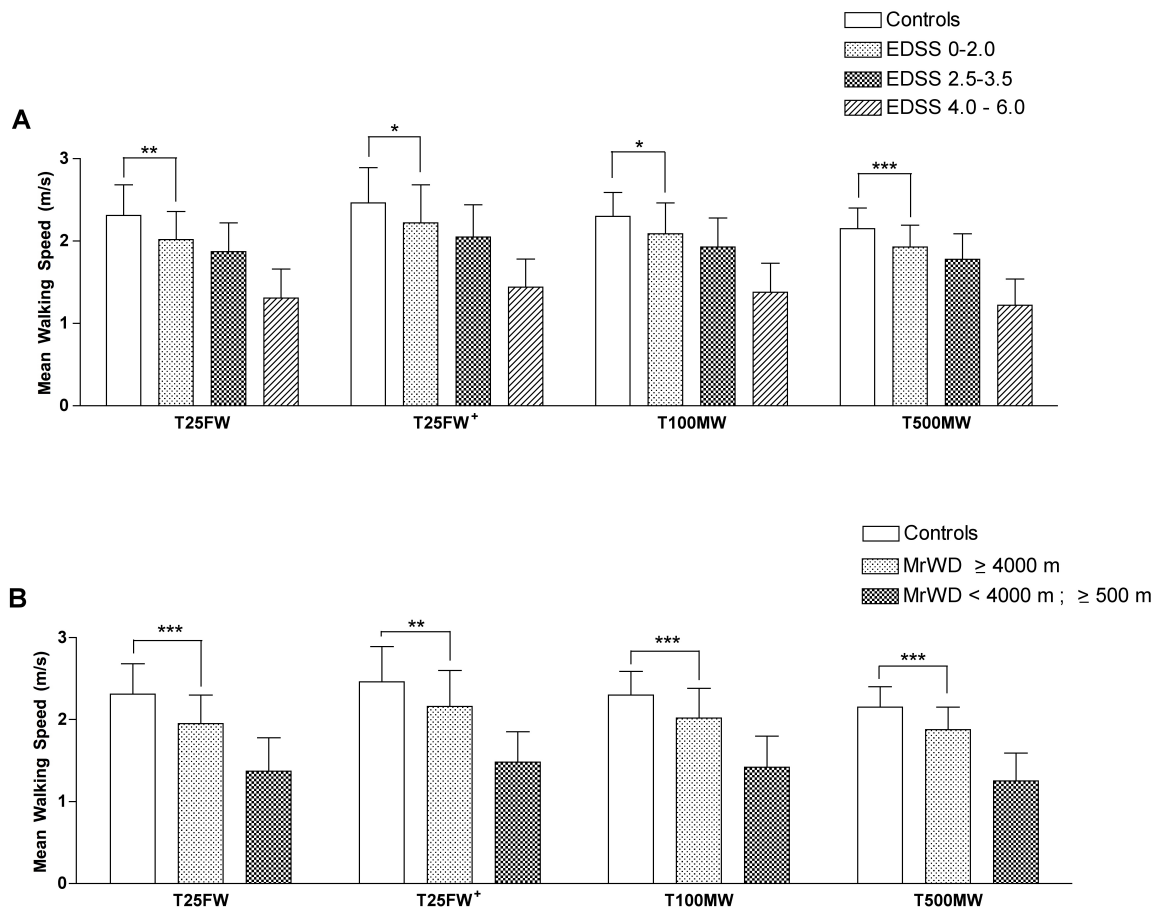 Controls
EDSS 0-2.0
EDSS 2.5-3.5
EDSS 4.0 - 6.0
A
Mean Walking Speed (m/s)
3
2
1
0
**
*
*
***
T25FW
T25FW+
T100MW
T500MW
Controls
MrWD ≥ 4000 m
MrWD < 4000 m ; ≥ 500 m
B
Mean Walking Speed (m/s)
3
2
1
0
***
**
***
***
T25FW
T25FW+
T100MW
T500MW